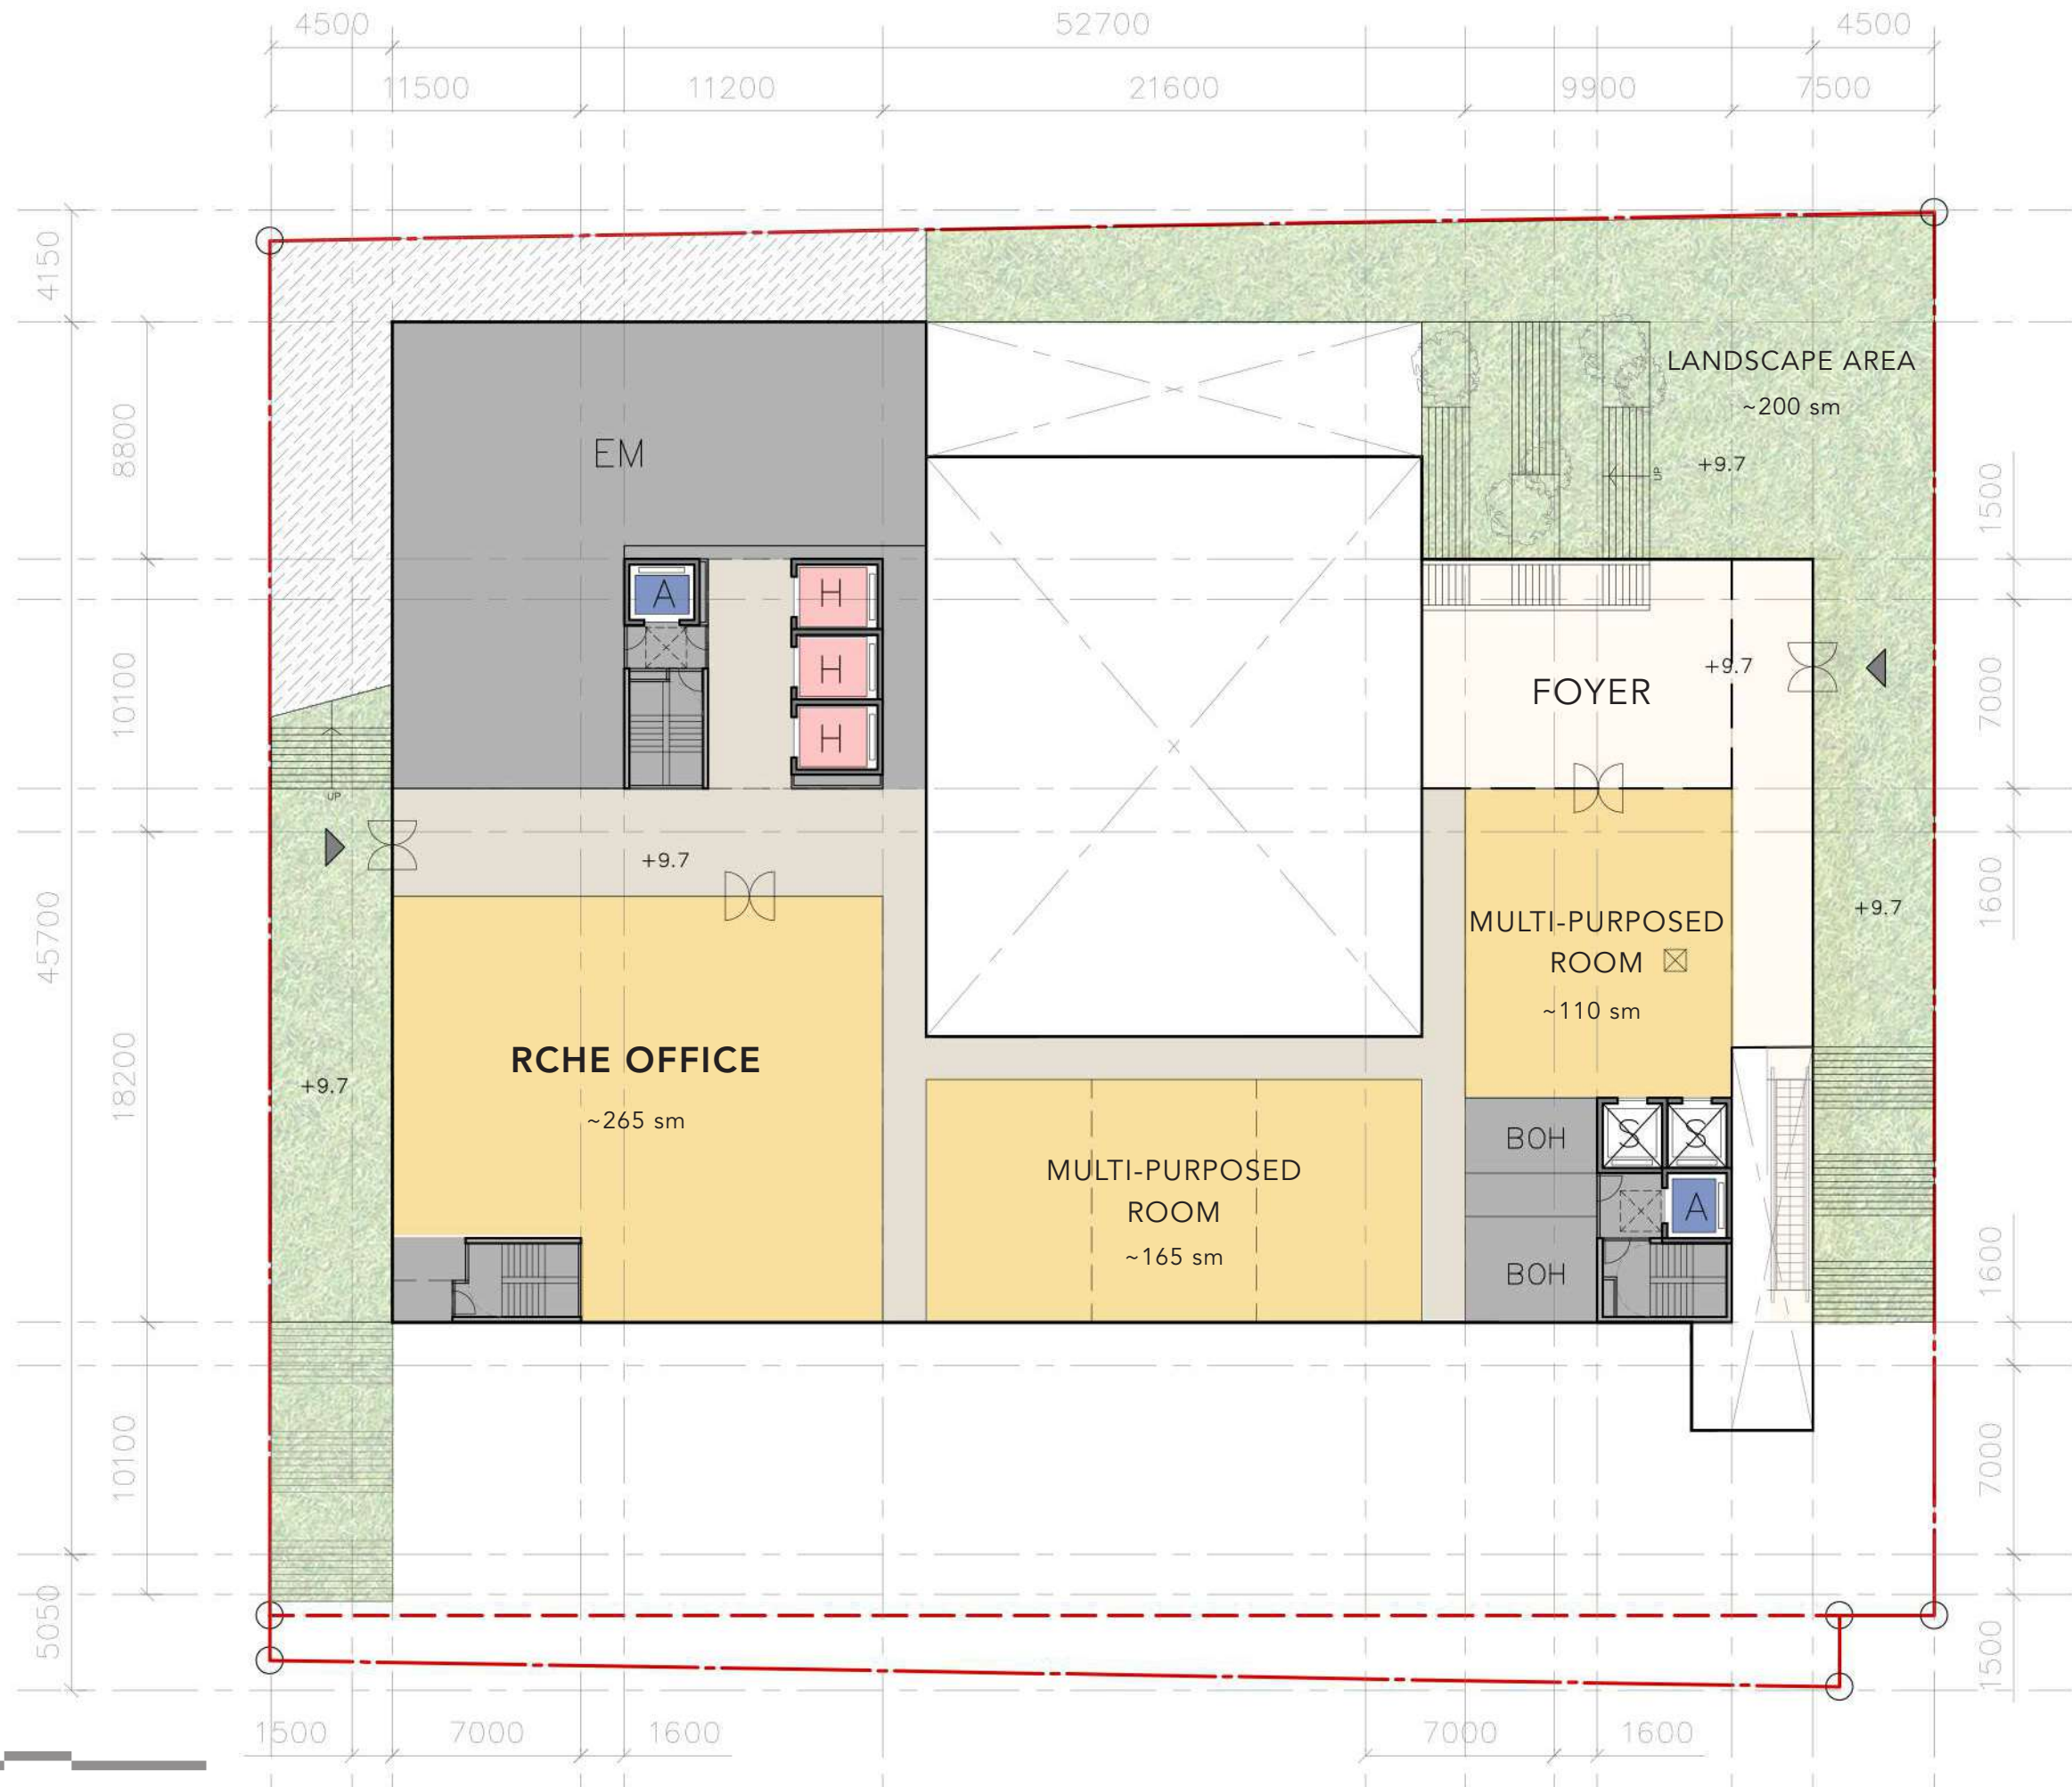 4500 52700 4500
11500 11200 21600 9900 7500
4150
8800
10100
45700
18200
10100
5050
EM
A
H
H
H
LANDSCAPE AREA
~200 sm
+9.7
UP
+9.7
FOYER
UP
+9.7
+9.7
RCHE OFFICE
~265 sm
MULTI-PURPOSED
ROOM
~165 sm
MULTI-PURPOSED
ROOM
~110 sm
+9.7
BOH
S S
A
BOH
1500
7000
1600
1600
7000
1500
1500 7000 1600 7000 1600